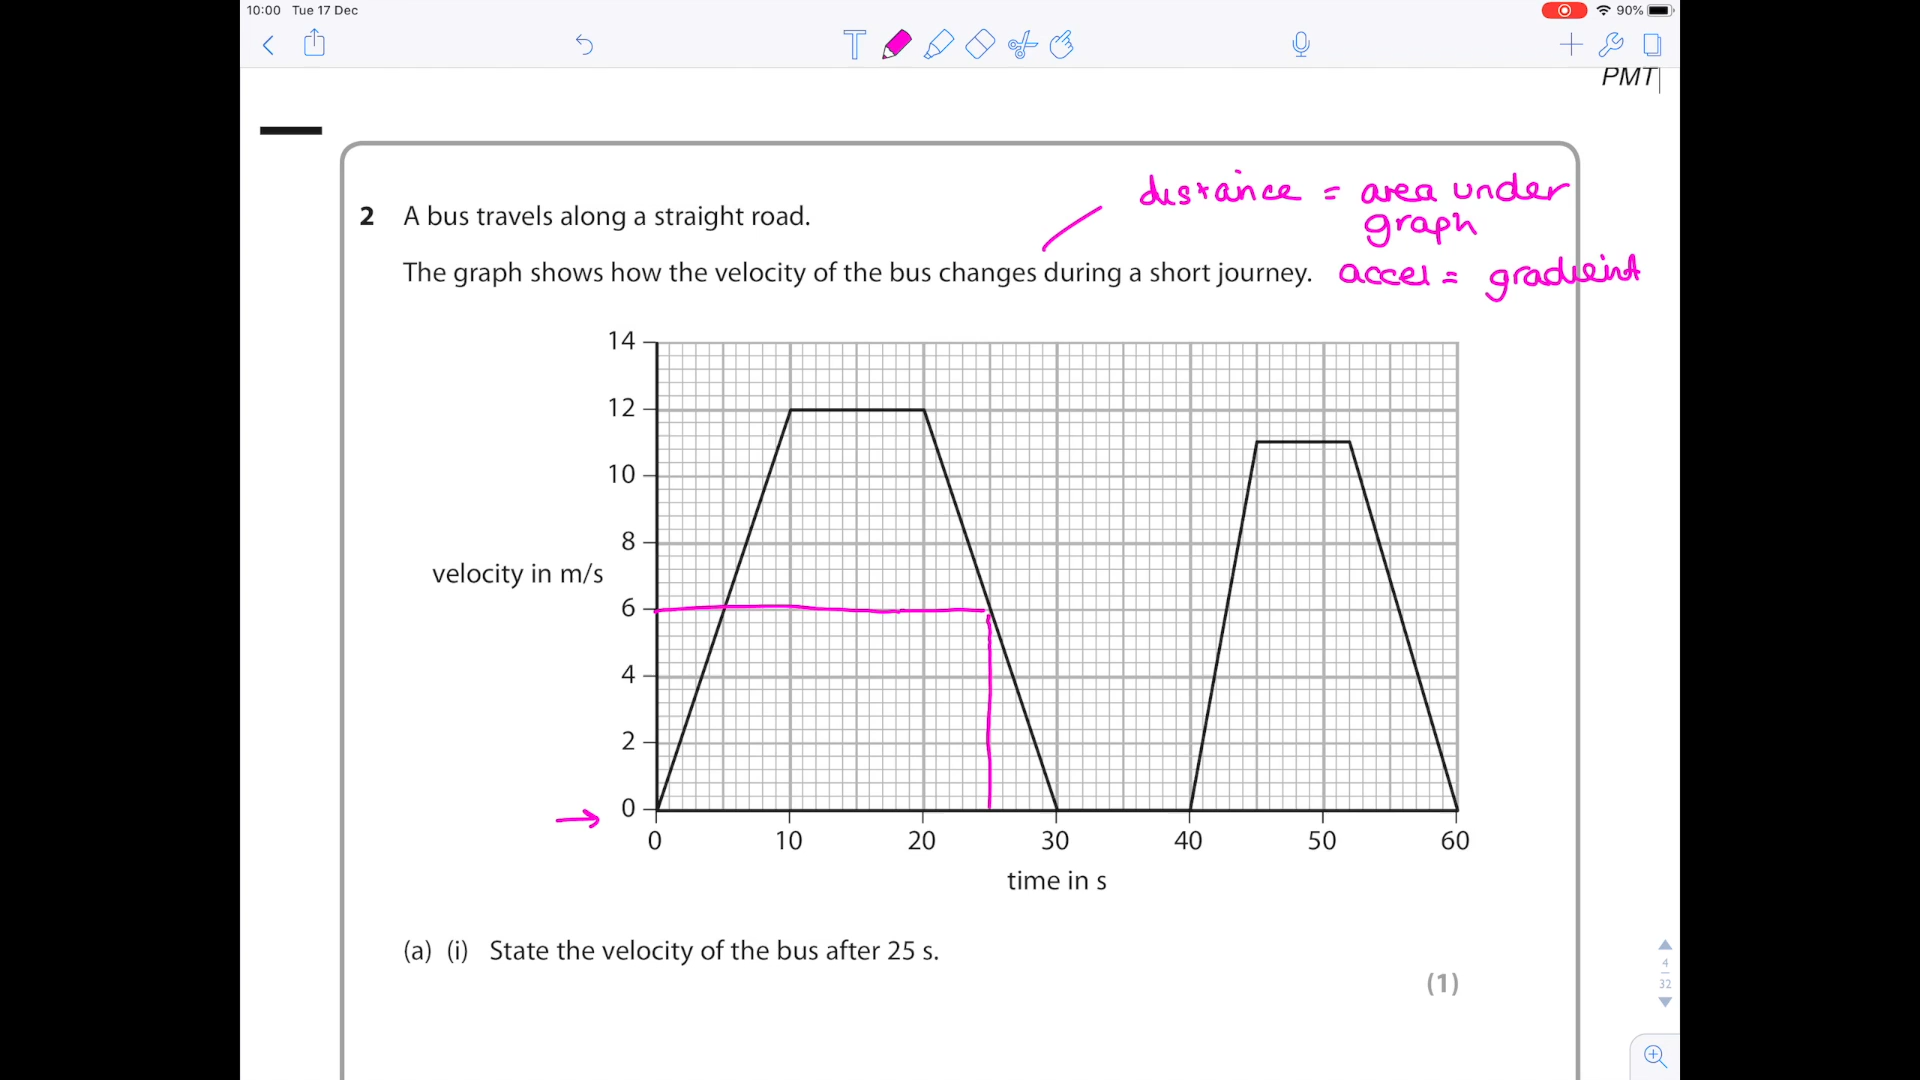 10:00 Tue 17 Dec
90%
PMT
distance = area under
graph
2 A bus travels along a straight road.
The graph shows how the velocity of the bus changes during a short journey.
accel = gradient
14
12
10
8
velocity in m/s
6
4
2
0
0 10 20 30 40 50 60
time in s
(a) (i) State the velocity of the bus after 25 s.
(1)
4
32